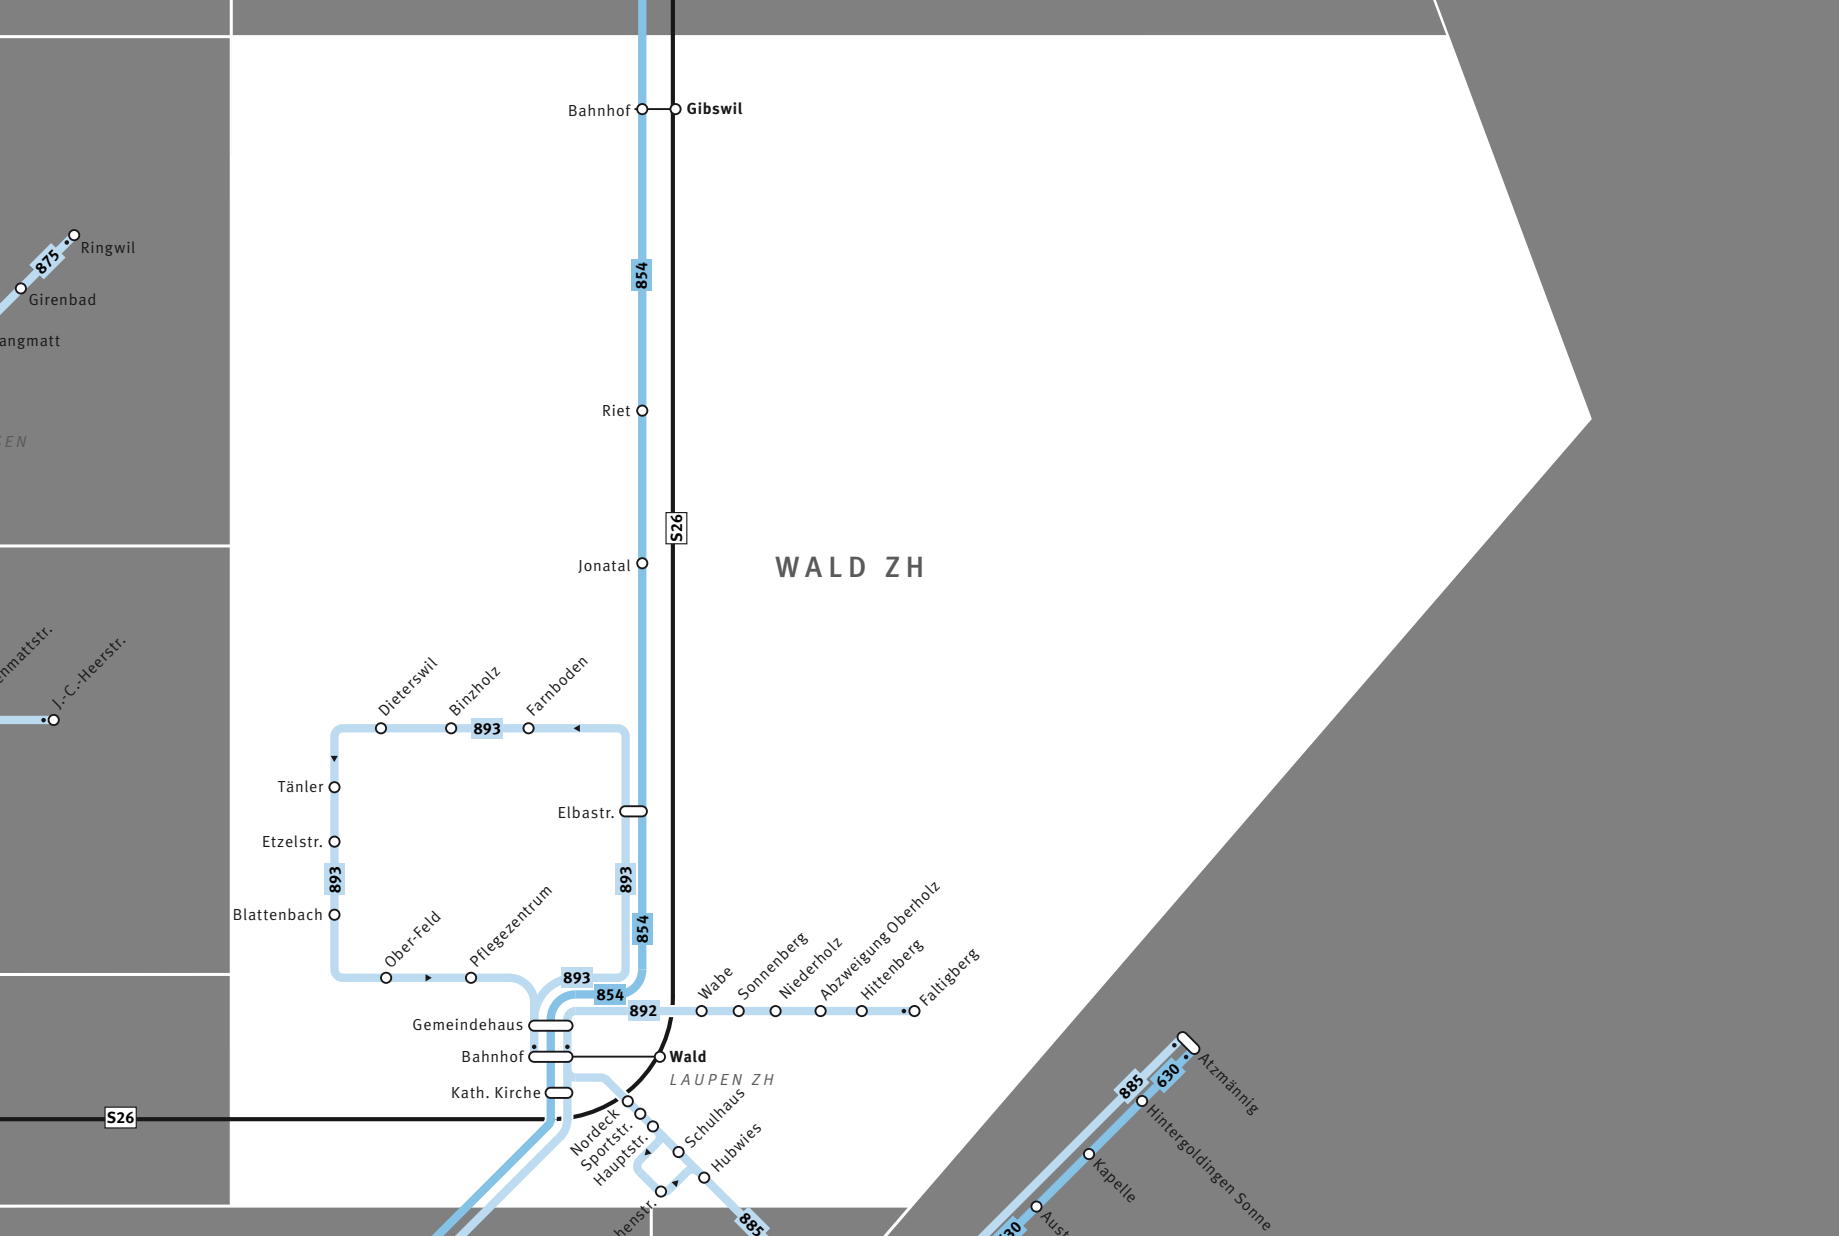 Bahnhof
Gibswil
875
Ringwil
Girenbad
angmatt
854
Riet
S26
Jonatal
WALD ZH
J.-C.-Heerstr.
Dieterswil
Binzholz
Farnboden
893
Tänler
Elbastr.
Etzelstr.
893
893
Blattenbach
Ober-Feld
Pflegezentrum
854
893
854
892
Wabe
Sonnenberg
Niederholz
Abzweigung Oberholz
Hittenberg
Faltigberg
Gemeindehaus
Bahnhof
Wald
LAUPEN ZH
Kath. Kirche
S26
Nordeck
Sportstr.
Hauptstr.
Schulhaus
Hubwies
henstr.
885
885
630
Atzmännig
Hintergoldingen Sonne
Kapelle
Aust
30